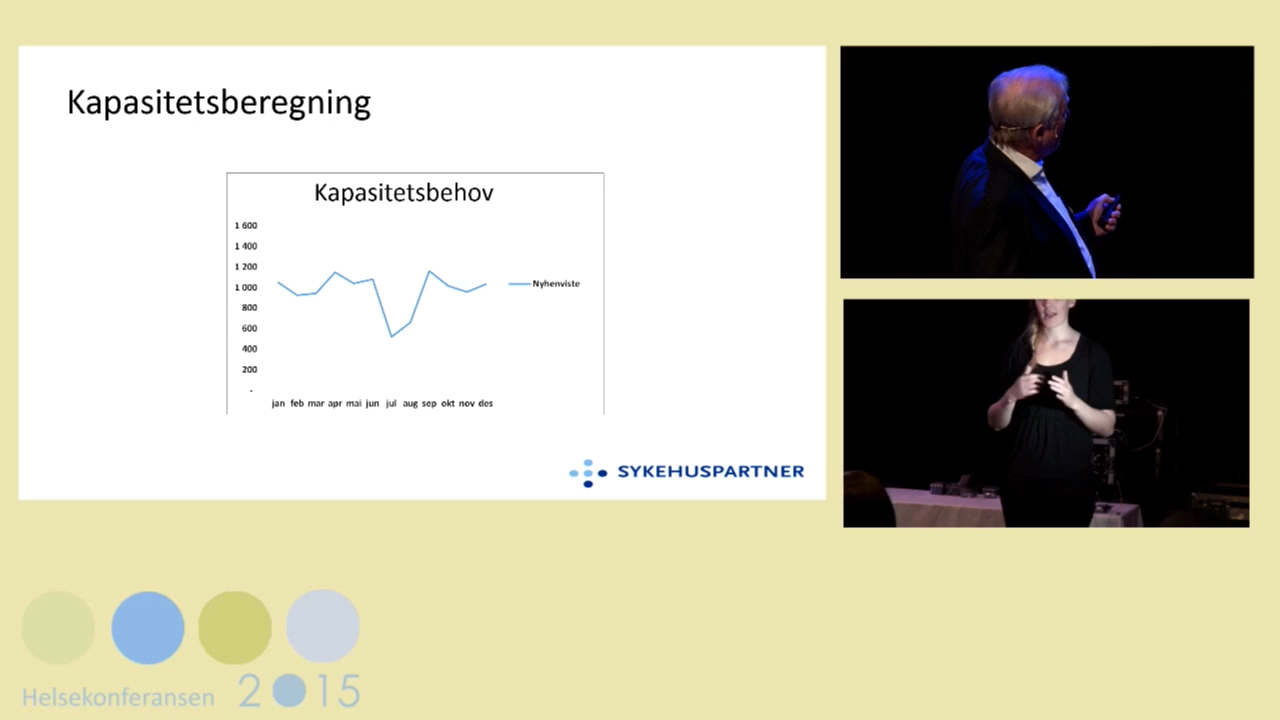 Kapasitetsberegning
Kapasitetsbehov
1 600
1 400
1 200
1 000
800
600
400
200
-
jan feb mar apr mai jun jul aug sep okt nov des
Nyhenviste
SYKEHUSPARTNER
Helsekonferansen 2015